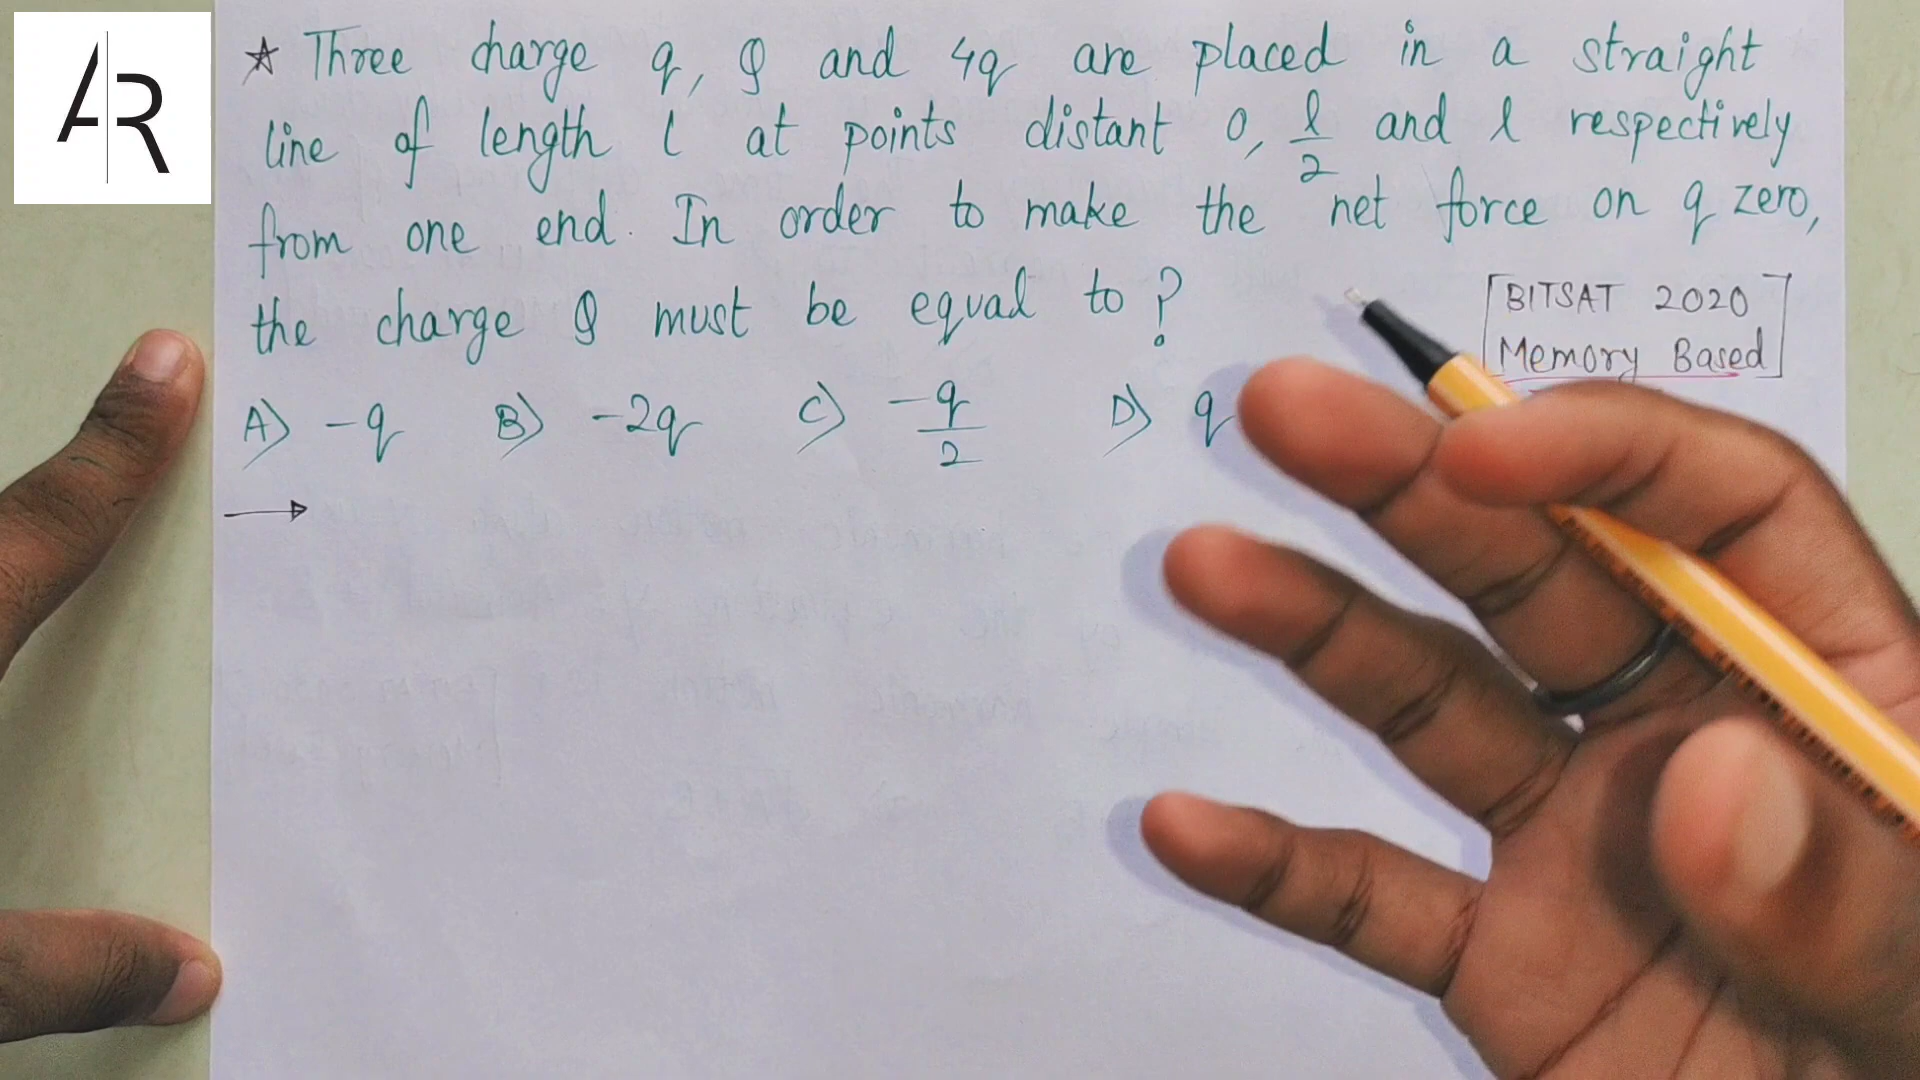 AR
☆ Three charge q, Q and 4q are placed in a straight
line of length l at points distant 0, l/2 and l respectively
from one end. In order to make the net force on q zero,
the charge Q must be equal to ?
[BITSAT 2020
Memory Based]
A) -q B) -2q C) -q/2 D) q
→